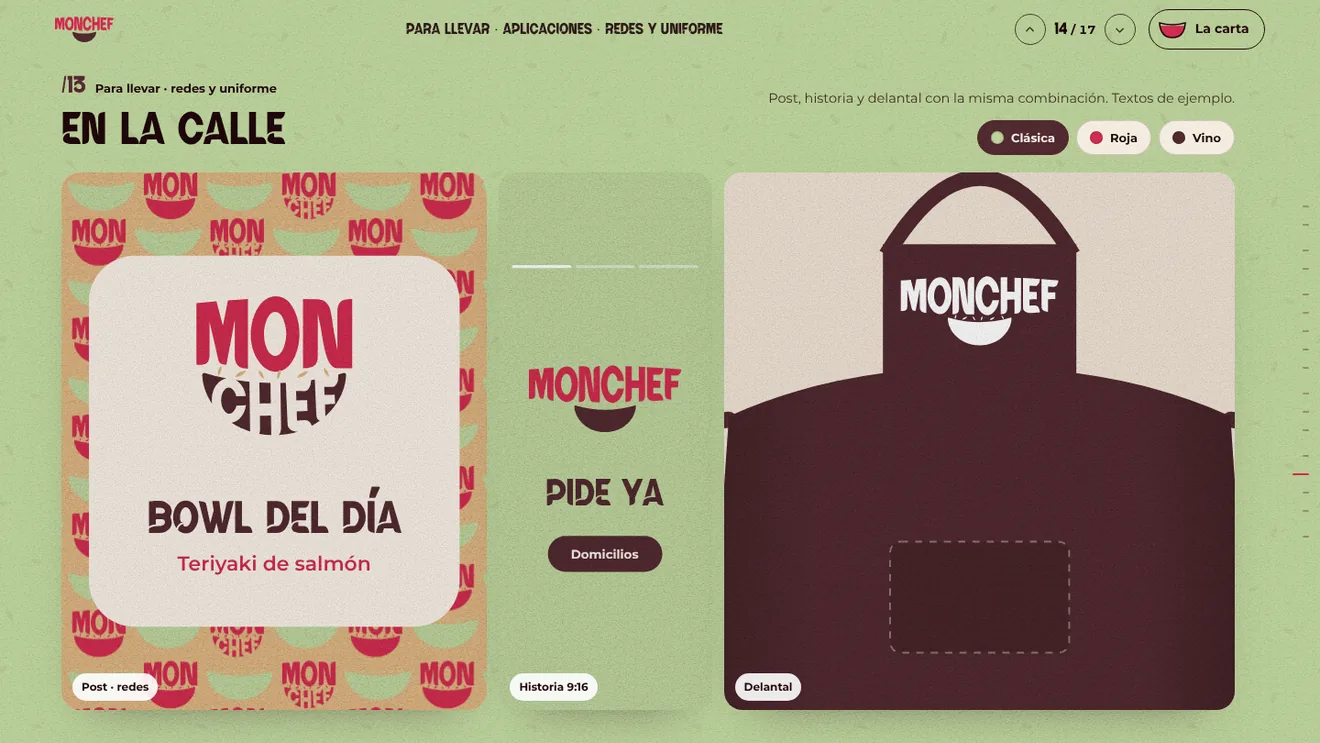 MONCHEF
PARA LLEVAR · APLICACIONES · REDES Y UNIFORME
14 / 17
La carta
/13 Para llevar · redes y uniforme
EN LA CALLE
Post, historia y delantal con la misma combinación. Textos de ejemplo.
Clásica
Roja
Vino
MON
CHEF
BOWL DEL DÍA
Teriyaki de salmón
Post · redes
MONCHEF
PIDE YA
Domicilios
Historia 9:16
MONCHEF
Delantal